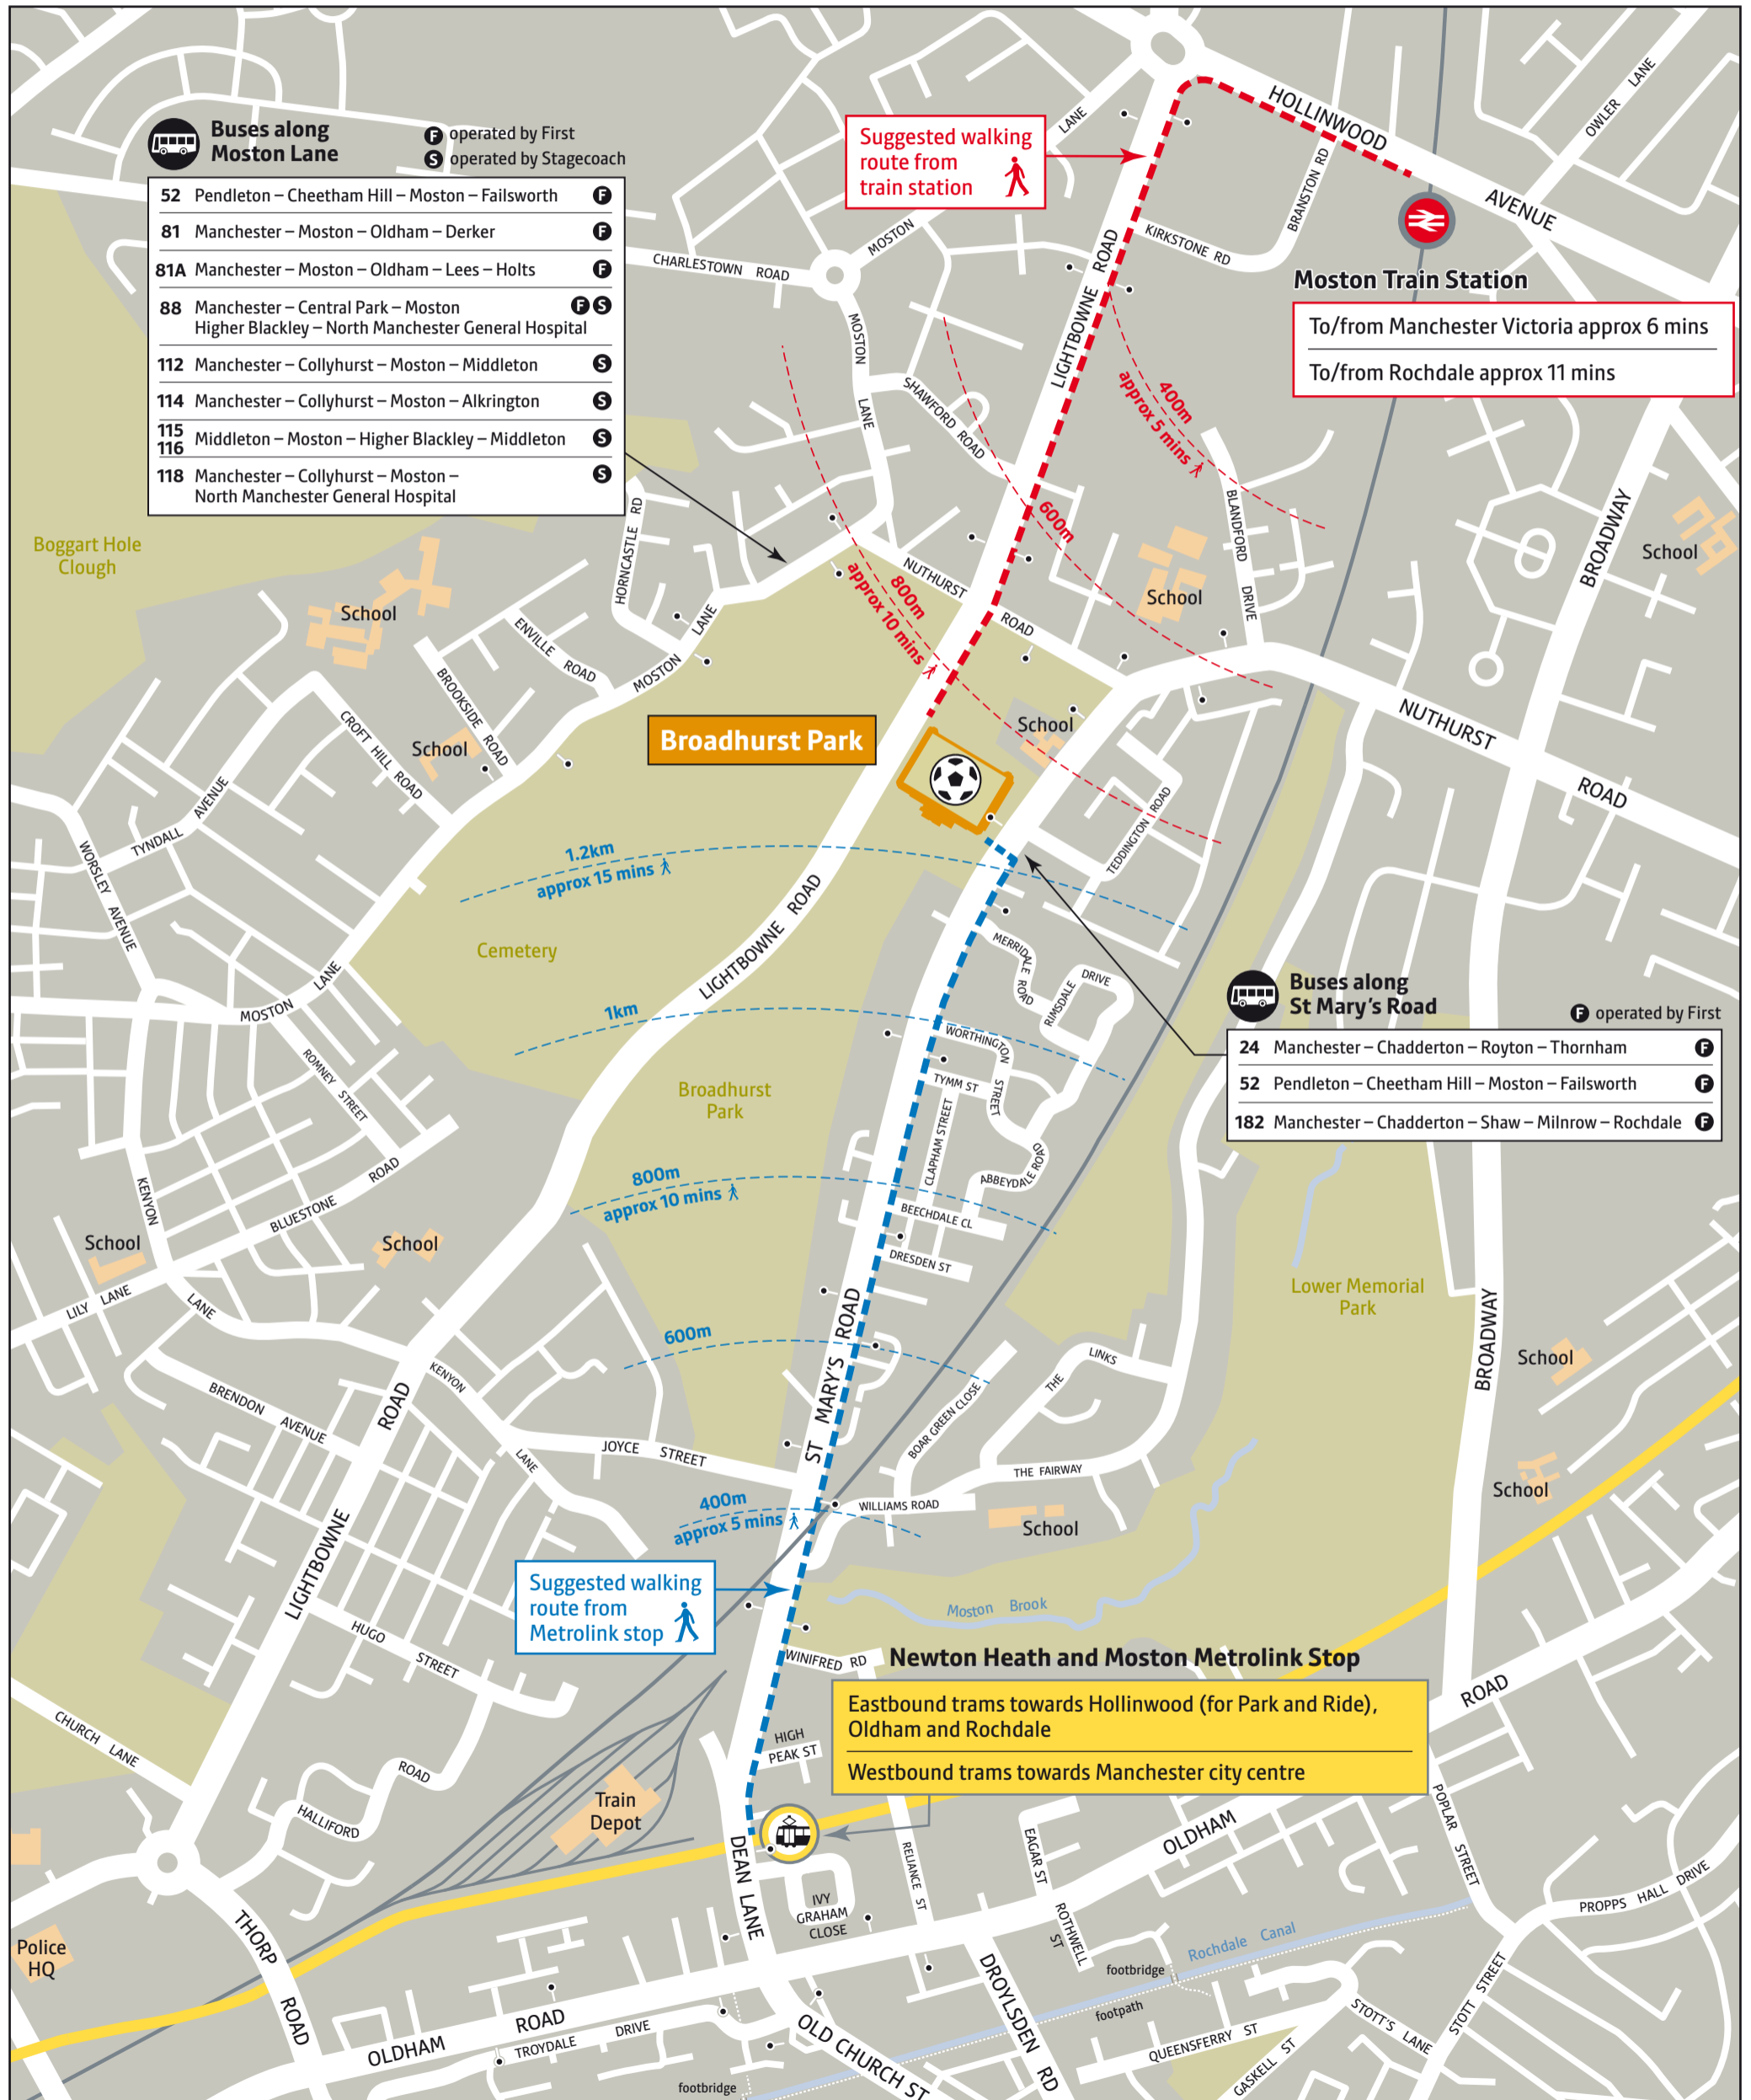 Buses along
Moston Lane
F operated by First
S operated by Stagecoach
52 Pendleton – Cheetham Hill – Moston – Failsworth F
81 Manchester – Moston – Oldham – Derker F
81A Manchester – Moston – Oldham – Lees – Holts F
88 Manchester – Central Park – Moston F S
Higher Blackley – North Manchester General Hospital
112 Manchester – Collyhurst – Moston – Middleton S
114 Manchester – Collyhurst – Moston – Alkrington S
115
116 Middleton – Moston – Higher Blackley – Middleton S
118 Manchester – Collyhurst – Moston – S
North Manchester General Hospital
Suggested walking
route from
train station
LANE
HOLLINWOOD
AVENUE
OWLER LANE
BRANSTON RD
KIRKSTONE RD
MOSTON
CHARLESTOWN ROAD
LIGHTBOWNE ROAD
Moston Train Station
To/from Manchester Victoria approx 6 mins
To/from Rochdale approx 11 mins
MOSTON
LANE
SHAWFORD ROAD
400m
approx 5 mins
600m
800m
approx 10 mins
BLANDFORD
DRIVE
BROADWAY
School
School
Boggart Hole
Clough
School
HORNCASTLE RD
NUTHURST
ROAD
ENVILLE ROAD
MOSTON LANE
BROOKSIDE ROAD
School
CROFT HILL ROAD
School
Broadhurst Park
NUTHURST
ROAD
TYNDALL AVENUE
WORSLEY
AVENUE
TEDDINGTON ROAD
1.2km
approx 15 mins
Cemetery
LIGHTBOWNE ROAD
MOSTON LANE
MERRIDALE
ROAD
RIMSDALE
DRIVE
Buses along
St Mary's Road
F operated by First
24 Manchester – Chadderton – Royton – Thornham F
52 Pendleton – Cheetham Hill – Moston – Failsworth F
182 Manchester – Chadderton – Shaw – Milnrow – Rochdale F
1km
WORTHINGTON
STREET
TYMM ST
ROMNEY STREET
Broadhurst
Park
CLAPHAM STREET
ABBEYDALE ROAD
800m
approx 10 mins
BEECHDALE CL
DRESDEN ST
KENYON
BLUESTONE ROAD
School
School
LILY LANE
LANE
Lower Memorial
Park
BROADWAY
600m
ST MARY'S ROAD
THE LINKS
School
KENYON
LANE
BRENDON AVENUE
ROAD
BOAR GREEN CLOSE
JOYCE STREET
THE FAIRWAY
WILLIAMS ROAD
School
School
400m
approx 5 mins
LIGHTBOWNE
Suggested walking
route from
Metrolink stop
Moston Brook
HUGO
STREET
WINIFRED RD
Newton Heath and Moston Metrolink Stop
Eastbound trams towards Hollinwood (for Park and Ride),
Oldham and Rochdale
Westbound trams towards Manchester city centre
ROAD
CHURCH LANE
HIGH
PEAK ST
ROAD
HALLIFORD
Train
Depot
DEAN LANE
OLDHAM
POPLAR STREET
RELIANCE ST
EAGAR ST
IVY
GRAHAM
CLOSE
ROTHWELL
ST
PROPPS HALL DRIVE
Rochdale Canal
Police
HQ
THORP
ROAD
footbridge
footpath
DROYLSDEN RD
OLDHAM ROAD
TROYDALE DRIVE
OLD CHURCH ST
STOTT STREET
STOTT'S LANE
QUEENSFERRY ST
GASKELL ST
footbridge